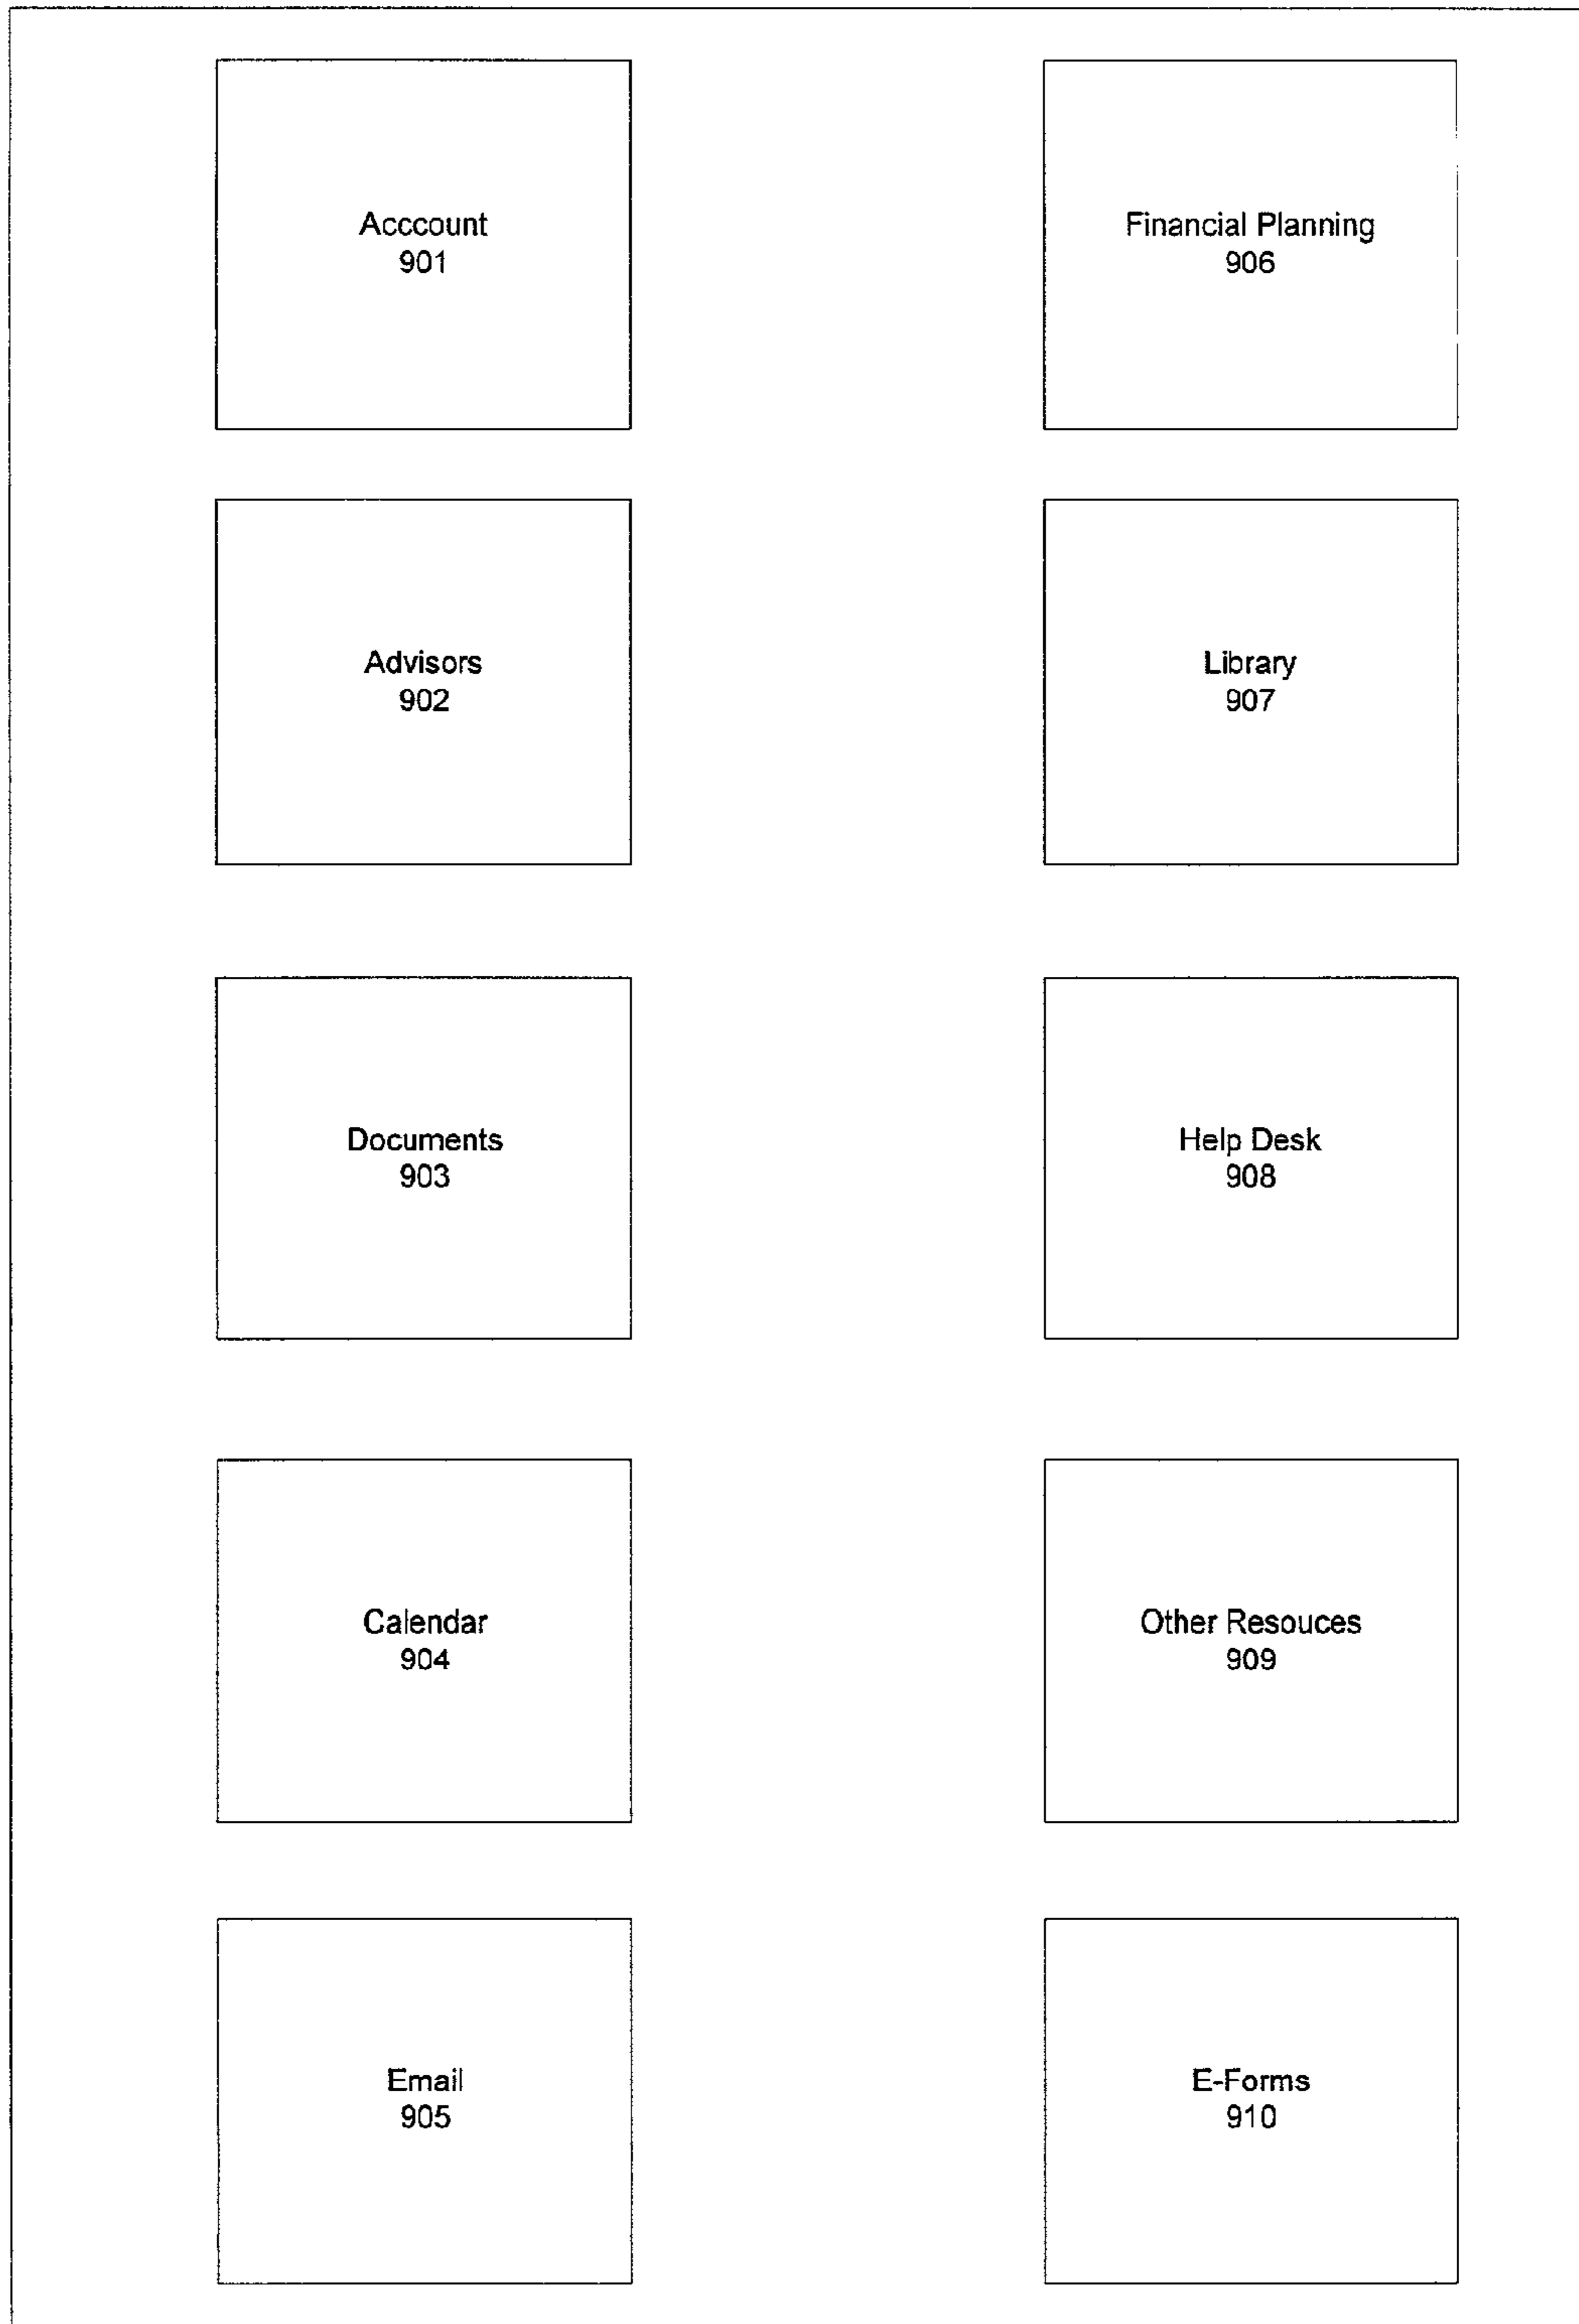 Acccount
901
Financial Planning
906
Advisors
902
Library
907
Documents
903
Help Desk
908
Calendar
904
Other Resouces
909
Email
905
E-Forms
910